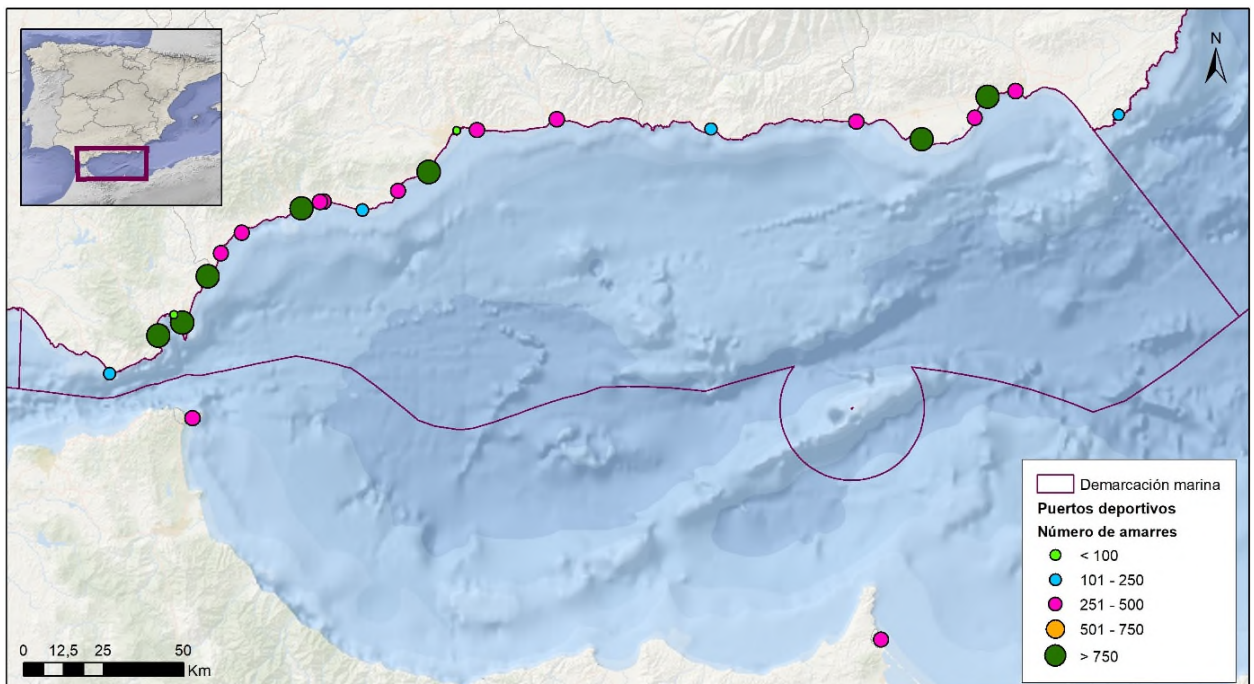 N
Demarcación marina
Puertos deportivos
Número de amarres
< 100
101 - 250
251 - 500
501 - 750
> 750
0 12,5 25 50
Km